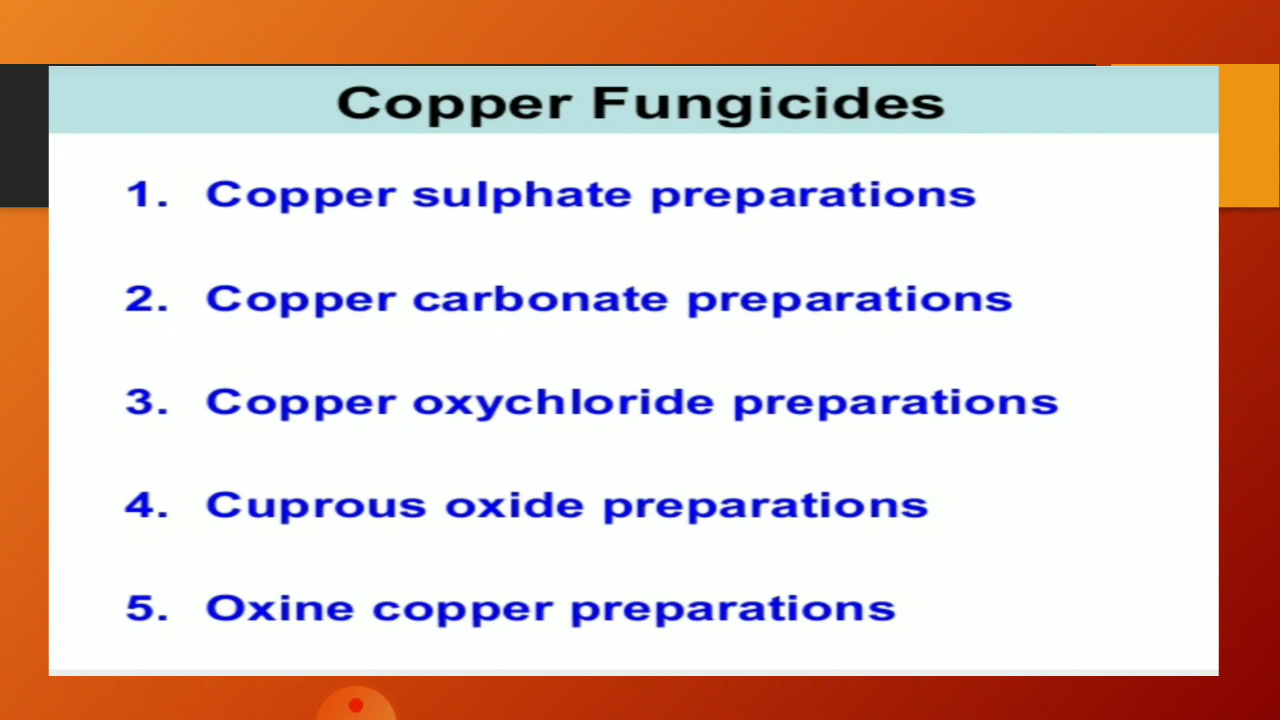 Copper Fungicides
1. Copper sulphate preparations
2. Copper carbonate preparations
3. Copper oxychloride preparations
4. Cuprous oxide preparations
5. Oxine copper preparations